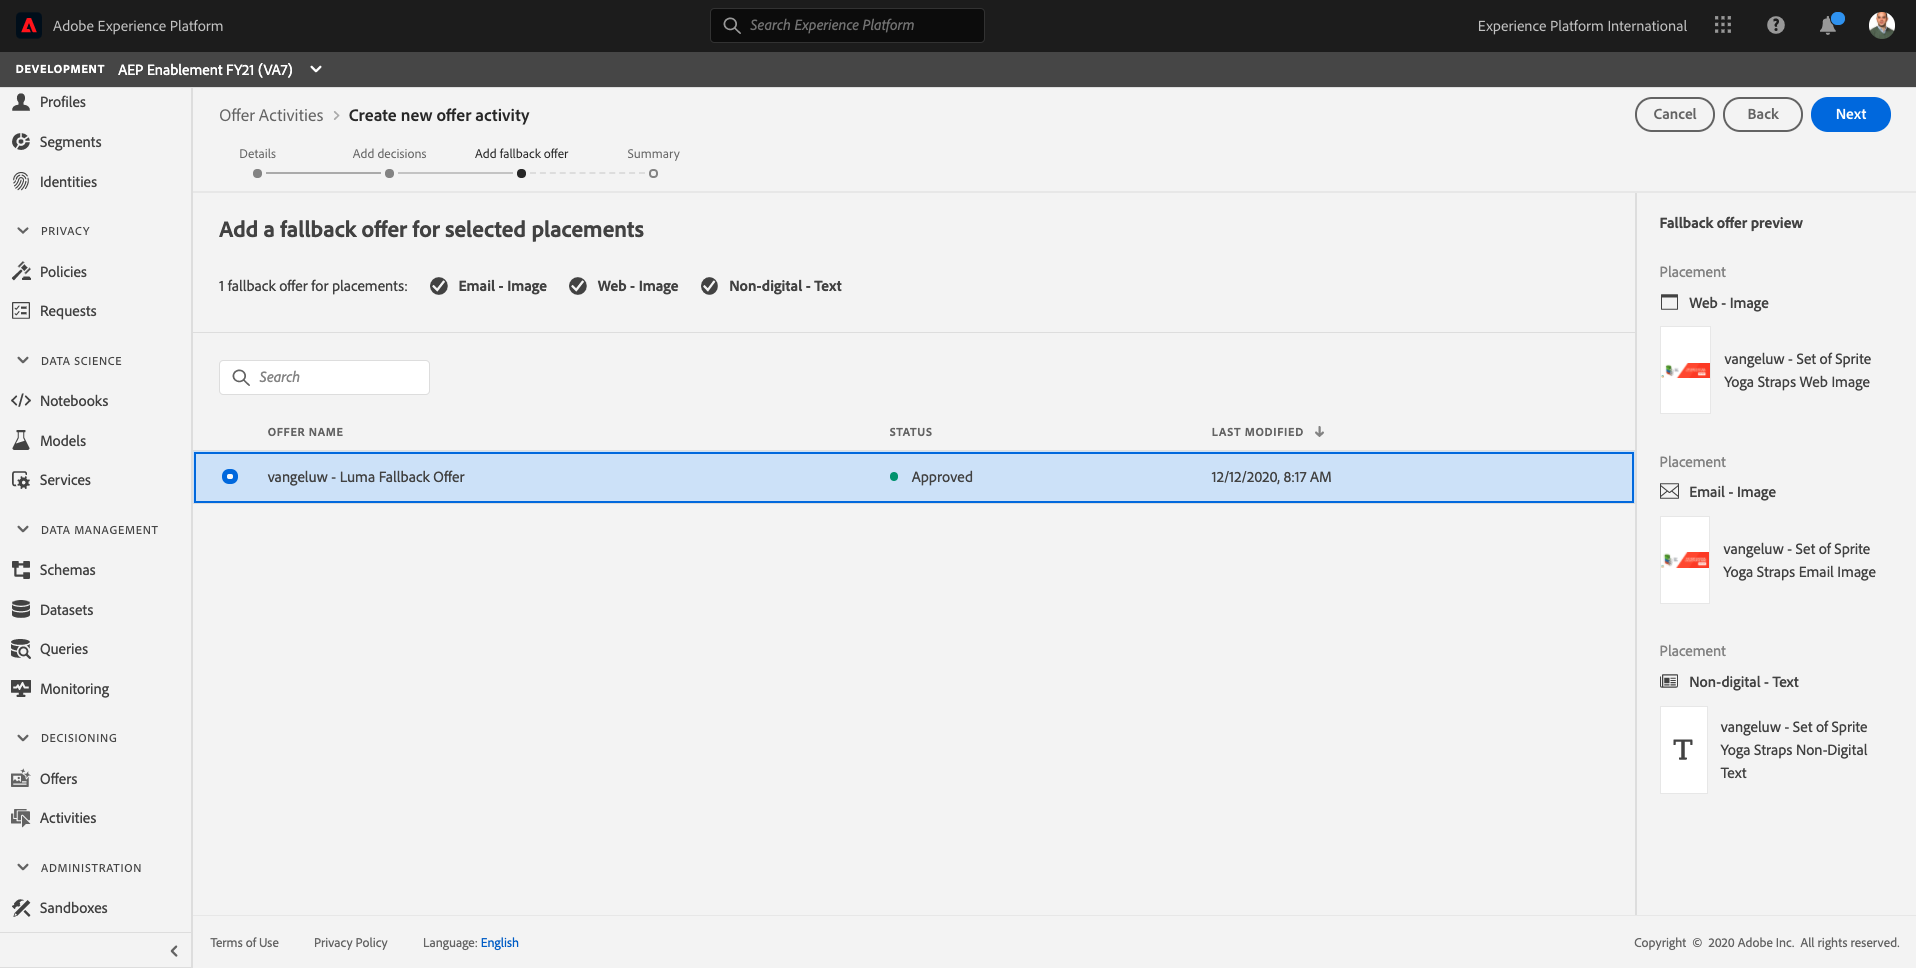 Adobe Experience Platform
Search Experience Platform
Experience Platform International
DEVELOPMENT AEP Enablement FY21 (VA7)
Profiles
Segments
Identities
PRIVACY
Policies
Requests
DATA SCIENCE
Notebooks
Models
Services
DATA MANAGEMENT
Schemas
Datasets
Queries
Monitoring
DECISIONING
Offers
Activities
ADMINISTRATION
Sandboxes
Offer Activities > Create new offer activity
Cancel
Back
Next
Details
Add decisions
Add fallback offer
Summary
Add a fallback offer for selected placements
1 fallback offer for placements: Email - Image Web - Image Non-digital - Text
Search
OFFER NAME STATUS LAST MODIFIED
vangeluw - Luma Fallback Offer Approved 12/12/2020, 8:17 AM
Fallback offer preview
Placement
Web - Image
vangeluw - Set of Sprite
Yoga Straps Web Image
Placement
Email - Image
vangeluw - Set of Sprite
Yoga Straps Email Image
Placement
Non-digital - Text
T
vangeluw - Set of Sprite
Yoga Straps Non-Digital
Text
Terms of Use Privacy Policy Language: English
Copyright © 2020 Adobe Inc. All rights reserved.